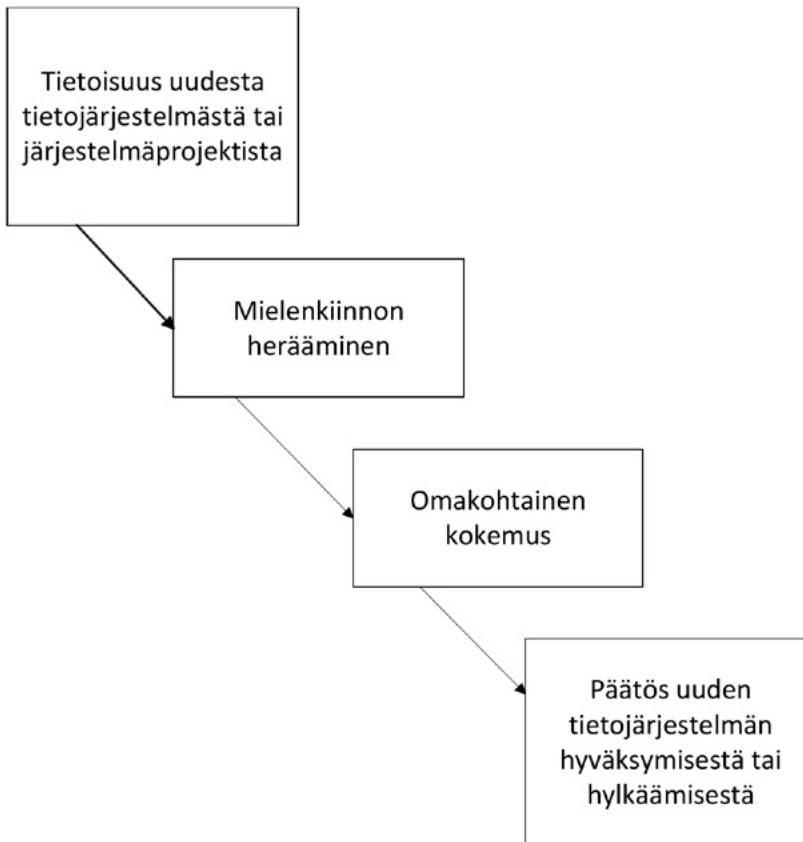 Tietoisuus uudesta
tietojärjestelmästä tai
järjestelmäprojektista
Mielenkiinnon
herääminen
Omakohtainen
kokemus
Päätös uuden
tietojärjestelmän
hyväksymisestä tai
hylkäämisestä